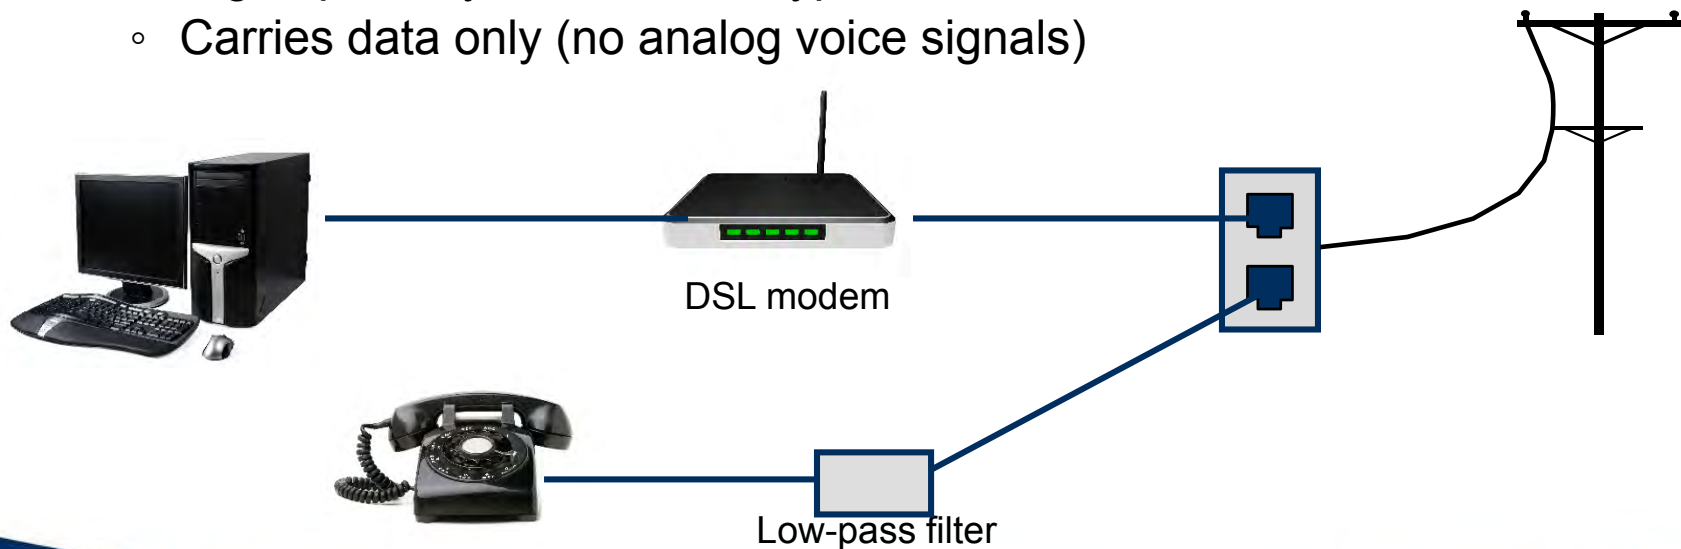 ◦ Carries data only (no analog voice signals)
DSL modem
Low-pass filter